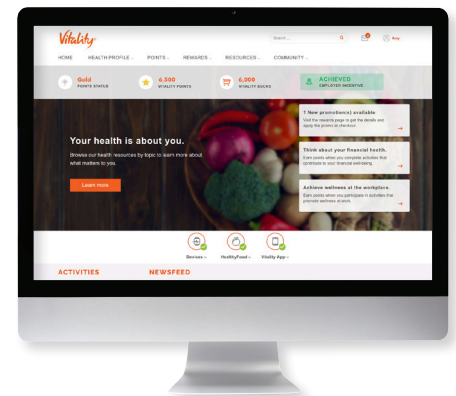 Vitality
Search ...
Amy
HOME HEALTH PROFILE POINTS REWARDS RESOURCES COMMUNITY
Gold
POINTS STATUS
6,500
VITALITY POINTS
6,000
VITALITY BUCKS
ACHIEVED
EMPLOYER INCENTIVE
Your health is about you.
Browse our health resources by topic to learn more about
what matters to you.
Learn more
1 New promotion(s) available
Visit the rewards page to get the details and
apply the promo at checkout.
Think about your financial health.
Earn points when you complete activities that
contribute to your financial well-being.
Achieve wellness at the workplace.
Earn points when you participate in activities that
promote wellness at work.
Devices HealthyFood Vitality App
ACTIVITIES NEWSFEED